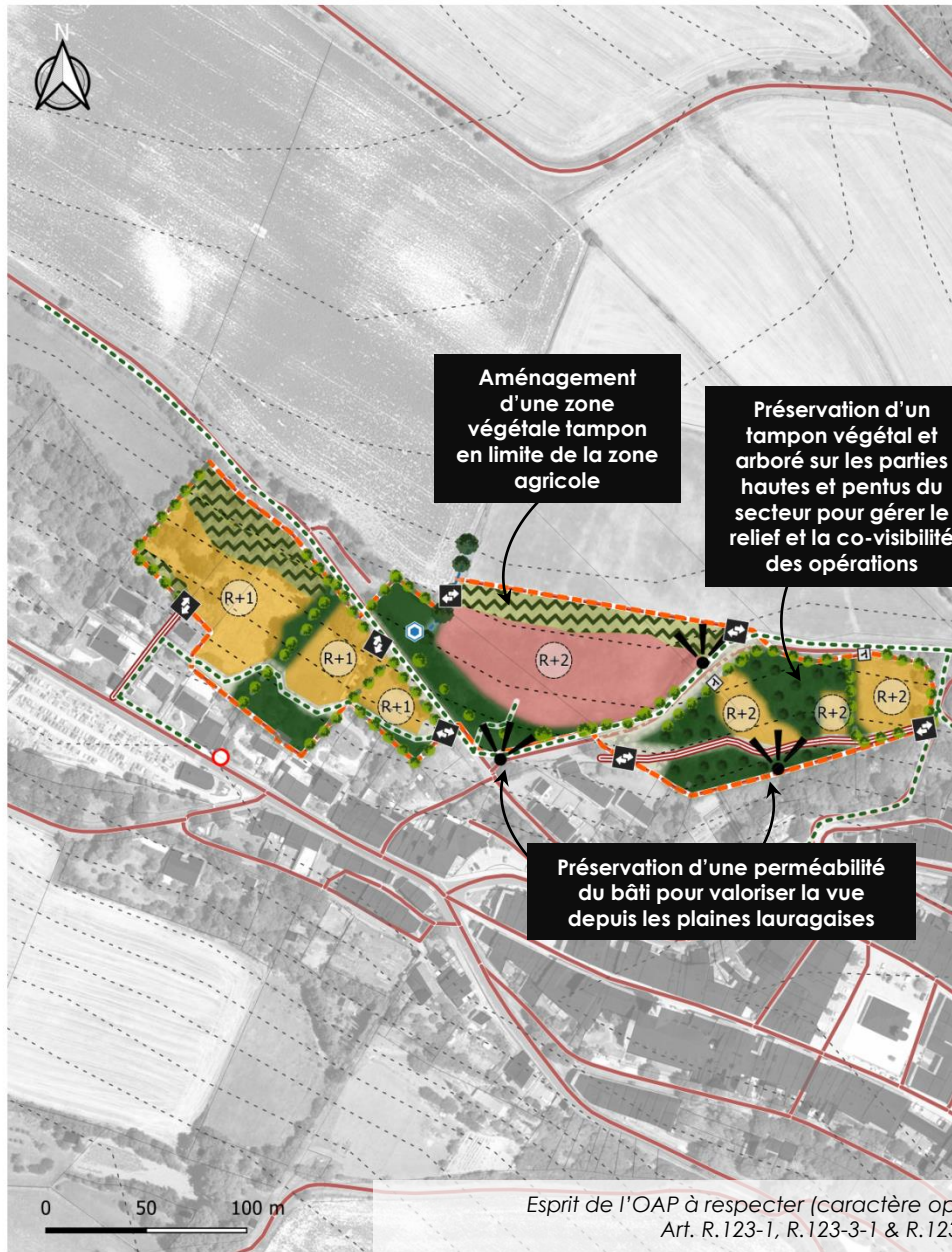 N
Aménagement
d’une zone
végétale tampon
en limite de la zone
agricole
Préservation d’un
tampon végétal et
arboré sur les parties
hautes et pentus du
secteur pour gérer le
relief et la co-visibilité
des opérations
R+1
R+1
R+1
R+2
R+2
R+2
R+2
Préservation d’une perméabilité
du bâti pour valoriser la vue
depuis les plaines lauragaises
0 50 100 m
Esprit de l’OAP à respecter (caractère op
Art. R.123-1, R.123-3-1 & R.12